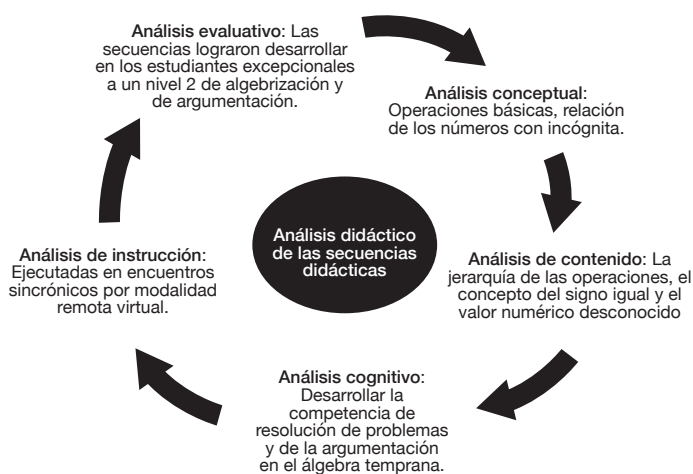 Análisis evaluativo: Las
secuencias lograron desarrollar
en los estudiantes excepcionales
a un nivel 2 de algebrización y
de argumentación.
Análisis conceptual:
Operaciones básicas, relación
de los números con incógnita.
Análisis didáctico
de las secuencias
didácticas
Análisis de instrucción:
Ejecutadas en encuentros
sincrónicos por modalidad
remota virtual.
Análisis de contenido: La
jerarquía de las operaciones, el
concepto del signo igual y el
valor numérico desconocido
Análisis cognitivo:
Desarrollar la
competencia de
resolución de problemas
y de la argumentación
en el álgebra temprana.